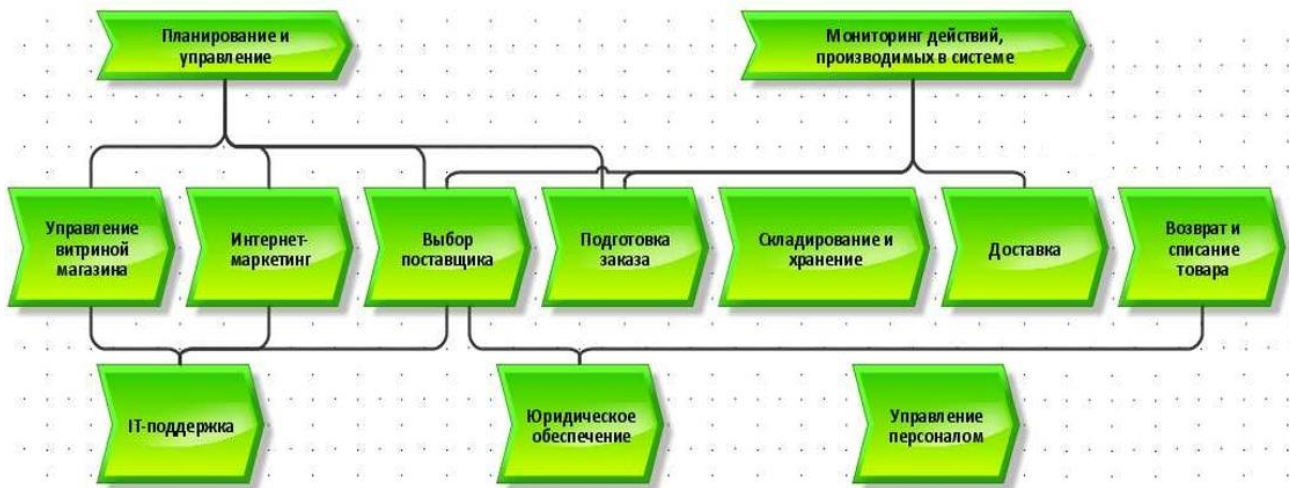 Планирование и
управление
Мониторинг действий,
производимых в системе
Управление
витриной
магазина
Интернет-
маркетинг
Выбор
поставщика
Подготовка
заказа
Складирование и
хранение
Доставка
Возврат и
списание
товара
IT-поддержка
Юридическое
обеспечение
Управление
персоналом